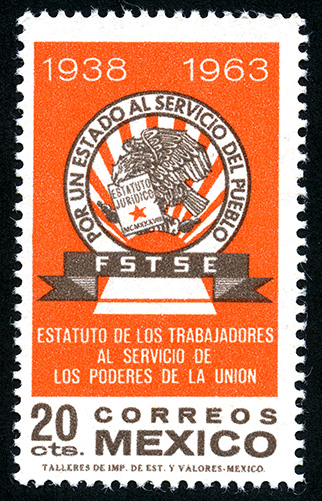 1938 1963
POR UN ESTADO AL SERVICIO DEL PUEBLO
ESTATUTO
JURIDICO
MCMXXXVIII
FSTSE
ESTATUTO DE LOS TRABAJADORES
AL SERVICIO DE
LOS PODERES DE LA UNION
20 CORREOS
cts. MEXICO
TALLERES DE IMP. DE EST. Y VALORES-MEXICO.